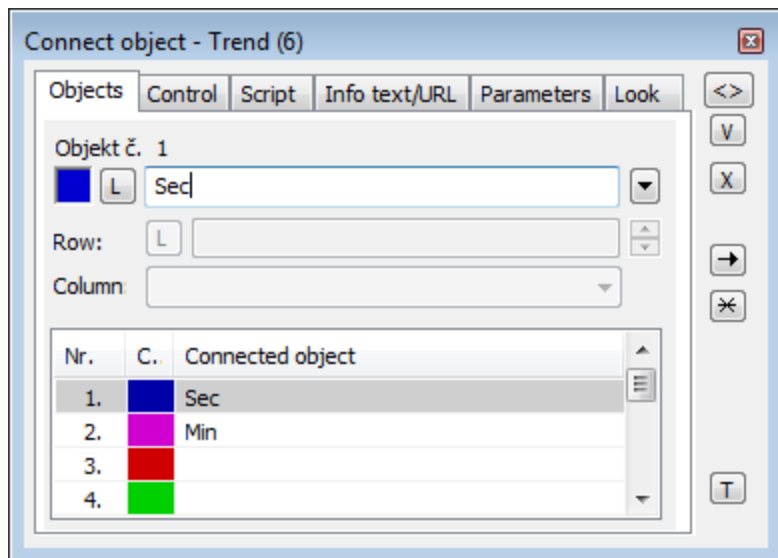 Connect object - Trend (6)
Objects Control Script Info text/URL Parameters Look
<>
V
Objekt č. 1
L Sec
X
Row: L
Column:
Nr. C.. Connected object
1. Sec
2. Min
3.
4.
T